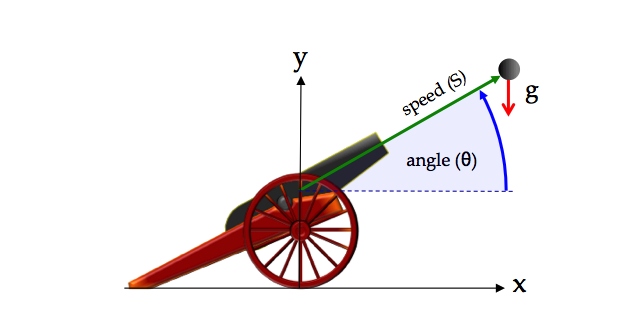 y
speed (S)
g
angle (θ)
x